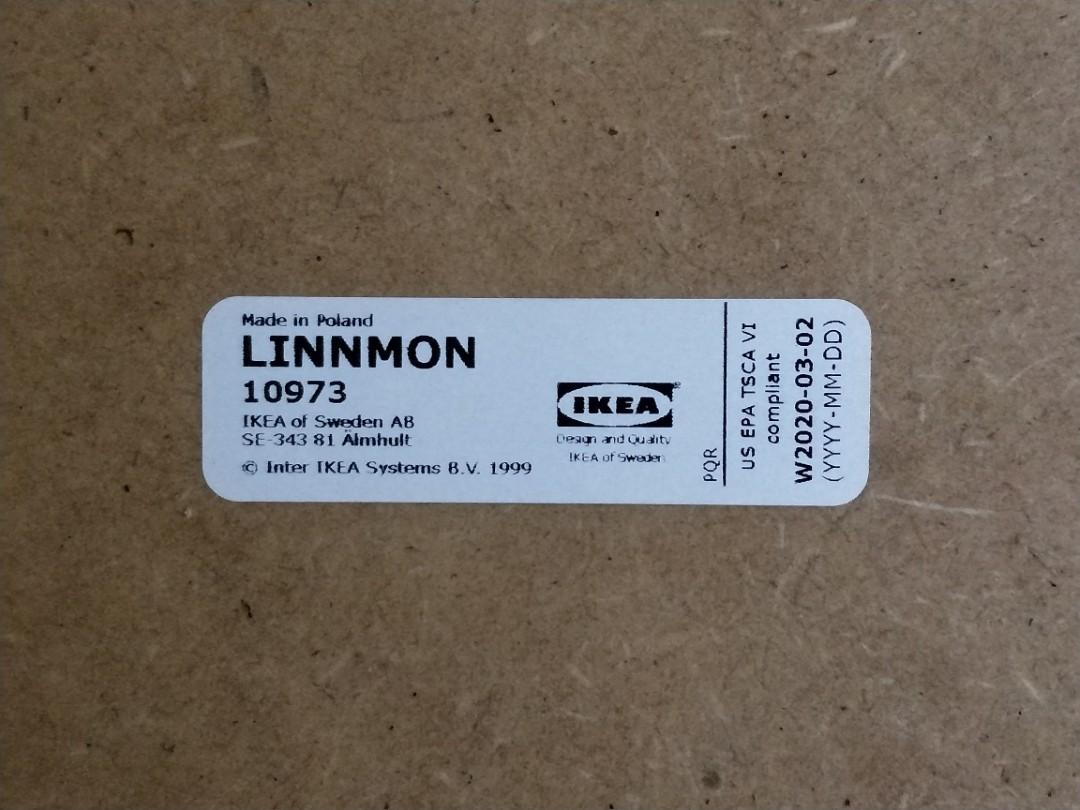 Made in Poland
LINNMON
10973
IKEA of Sweden AB
SE-343 81 Älmhult
© Inter IKEA Systems B.V. 1999
IKEA®
Design and Quality
IKEA of Sweden
PQR
US EPA TSCA VI
compliant
W2020-03-02
(YYYY-MM-DD)